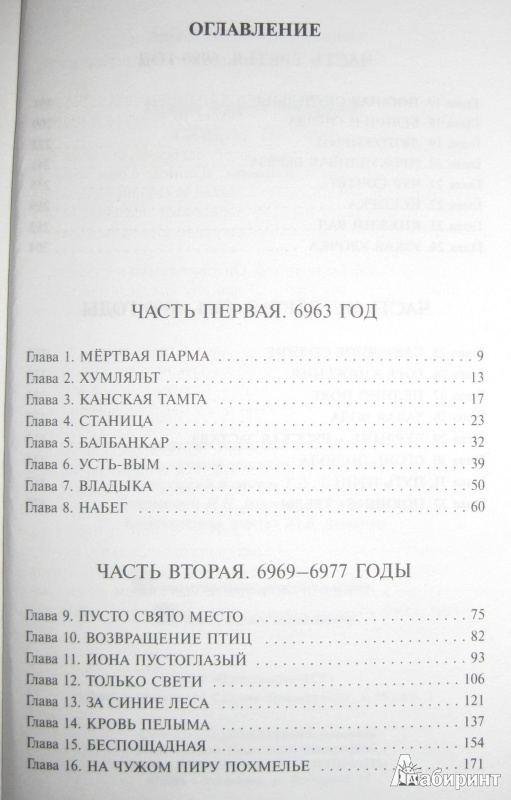 ОГЛАВЛЕНИЕ
ЧАСТЬ ПЕРВАЯ. 6963 ГОД
Глава 1. МЁРТВАЯ ПАРМА . . . . . . . . . . . . . . . . . . . . 9
Глава 2. ХУМЛЯЛЬТ . . . . . . . . . . . . . . . . . . . . 13
Глава 3. КАНСКАЯ ТАМГА . . . . . . . . . . . . . . . . . . . . 17
Глава 4. СТАНИЦА . . . . . . . . . . . . . . . . . . . . 23
Глава 5. БАЛБАНКАР . . . . . . . . . . . . . . . . . . . . 32
Глава 6. УСТЬ-ВЫМ . . . . . . . . . . . . . . . . . . . . 39
Глава 7. ВЛАДЫКА . . . . . . . . . . . . . . . . . . . . 50
Глава 8. НАБЕГ . . . . . . . . . . . . . . . . . . . . 60
ЧАСТЬ ВТОРАЯ. 6969–6977 ГОДЫ
Глава 9. ПУСТО СВЯТО МЕСТО . . . . . . . . . . . . . . . . . . . . 75
Глава 10. ВОЗВРАЩЕНИЕ ПТИЦ . . . . . . . . . . . . . . . . . . . . 82
Глава 11. ИОНА ПУСТОГЛАЗЫЙ . . . . . . . . . . . . . . . . . . . . 93
Глава 12. ТОЛЬКО СВЕТИ . . . . . . . . . . . . . . . . . . . . 106
Глава 13. ЗА СИНИЕ ЛЕСА . . . . . . . . . . . . . . . . . . . . 121
Глава 14. КРОВЬ ПЕЛЫМА . . . . . . . . . . . . . . . . . . . . 137
Глава 15. БЕСПОЩАДНАЯ . . . . . . . . . . . . . . . . . . . . 154
Глава 16. НА ЧУЖОМ ПИРУ ПОХМЕЛЬЕ . . . . . . . . . . . . . . . . . . . . 171
Лабиринт